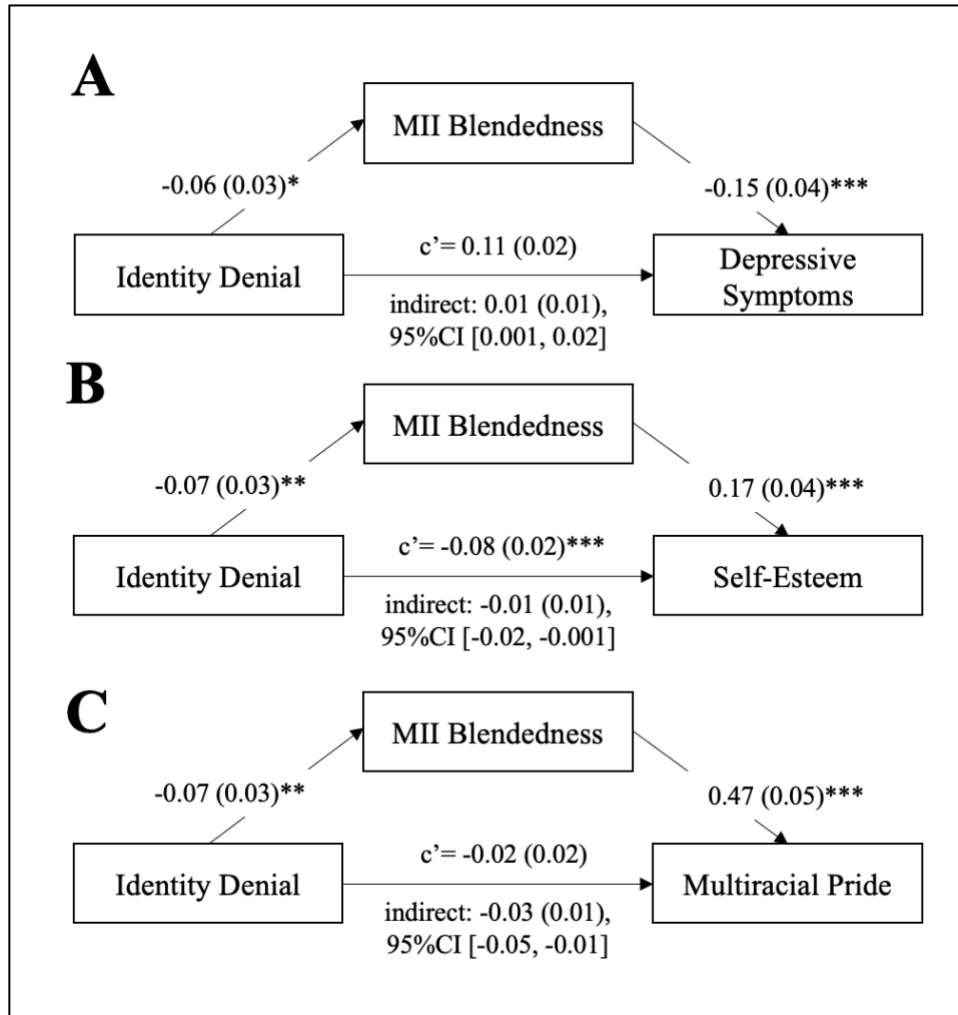 A
MII Blendedness
-0.06 (0.03)*
-0.15 (0.04)***
Identity Denial
c’= 0.11 (0.02)
Depressive
Symptoms
indirect: 0.01 (0.01),
95%CI [0.001, 0.02]
B
MII Blendedness
-0.07 (0.03)**
0.17 (0.04)***
Identity Denial
c’= -0.08 (0.02)***
Self-Esteem
indirect: -0.01 (0.01),
95%CI [-0.02, -0.001]
C
MII Blendedness
-0.07 (0.03)**
0.47 (0.05)***
Identity Denial
c’= -0.02 (0.02)
Multiracial Pride
indirect: -0.03 (0.01),
95%CI [-0.05, -0.01]